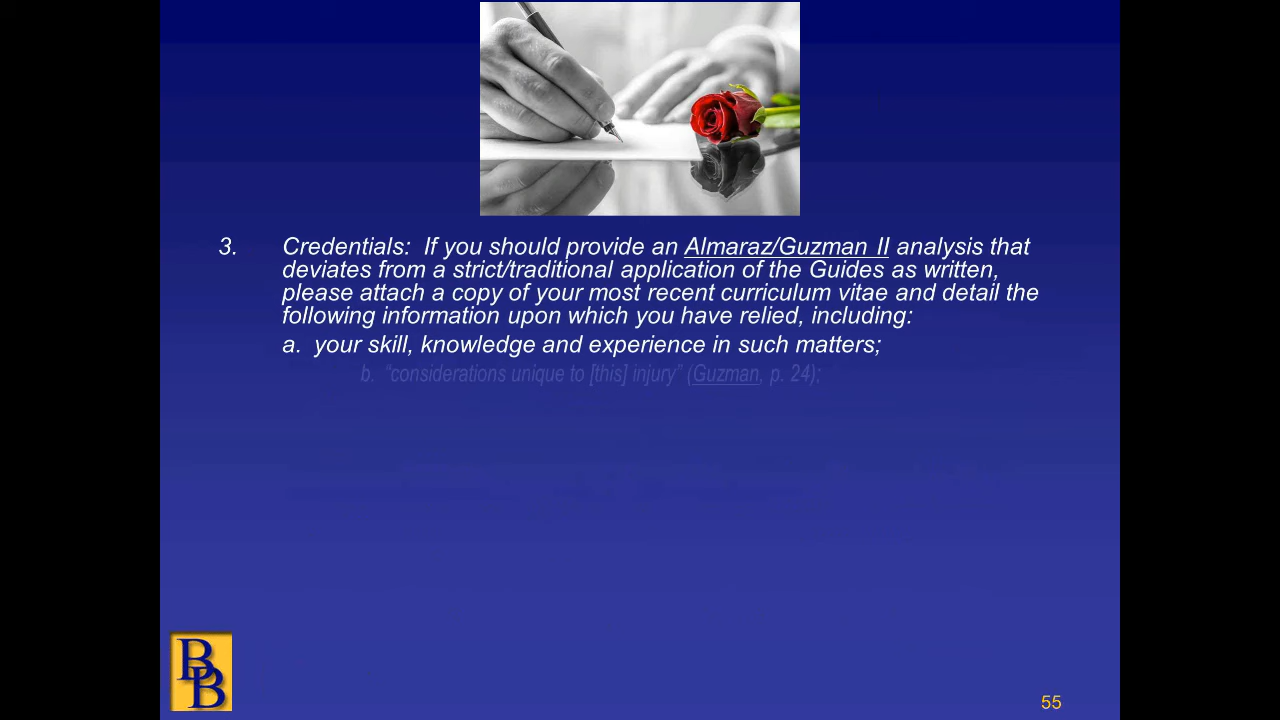 3. Credentials: If you should provide an Almaraz/Guzman II analysis that
deviates from a strict/traditional application of the Guides as written,
please attach a copy of your most recent curriculum vitae and detail the
following information upon which you have relied, including:
a. your skill, knowledge and experience in such matters;
b. “considerations unique to [this] injury” (Guzman, p. 24);
BB
55